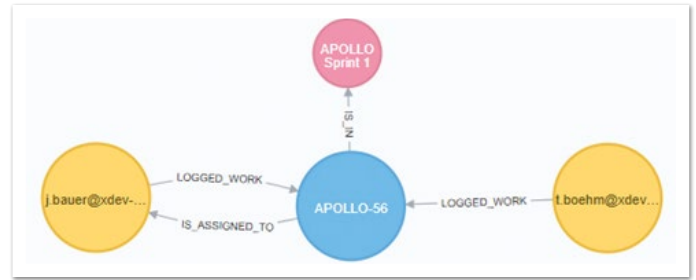 APOLLO
Sprint 1
IS_IN
LOGGED_WORK
j.bauer@xdev-...
APOLLO-56
LOGGED_WORK
t.boehm@xdev...
IS_ASSIGNED_TO